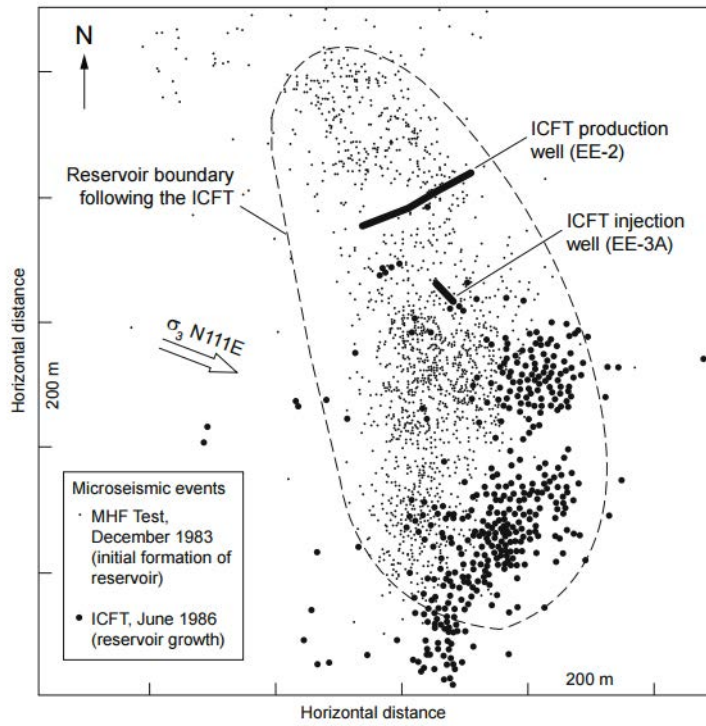 N
ICFT production
well (EE-2)
Reservoir boundary
following the ICFT
ICFT injection
well (EE-3A)
σ3 N111E
Horizontal distance
200 m
Microseismic events
MHF Test,
December 1983
(initial formation of
reservoir)
ICFT, June 1986
(reservoir growth)
200 m
Horizontal distance